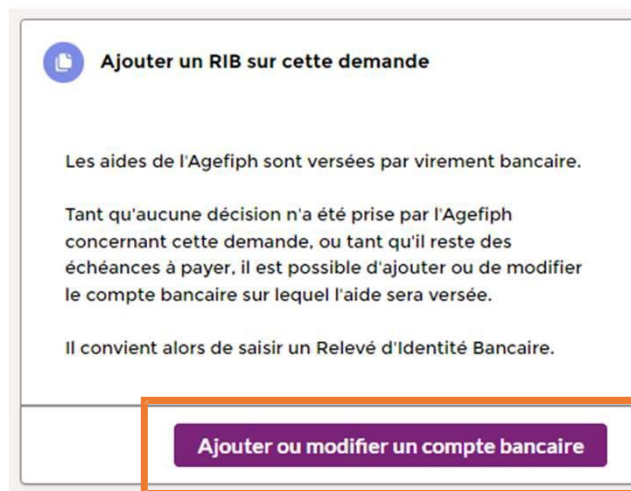 Ajouter un RIB sur cette demande
Les aides de l'Agefiph sont versées par virement bancaire.
Tant qu'aucune décision n'a été prise par l'Agefiph
concernant cette demande, ou tant qu'il reste des
échéances à payer, il est possible d'ajouter ou de modifier
le compte bancaire sur lequel l'aide sera versée.
Il convient alors de saisir un Relevé d'Identité Bancaire.
Ajouter ou modifier un compte bancaire